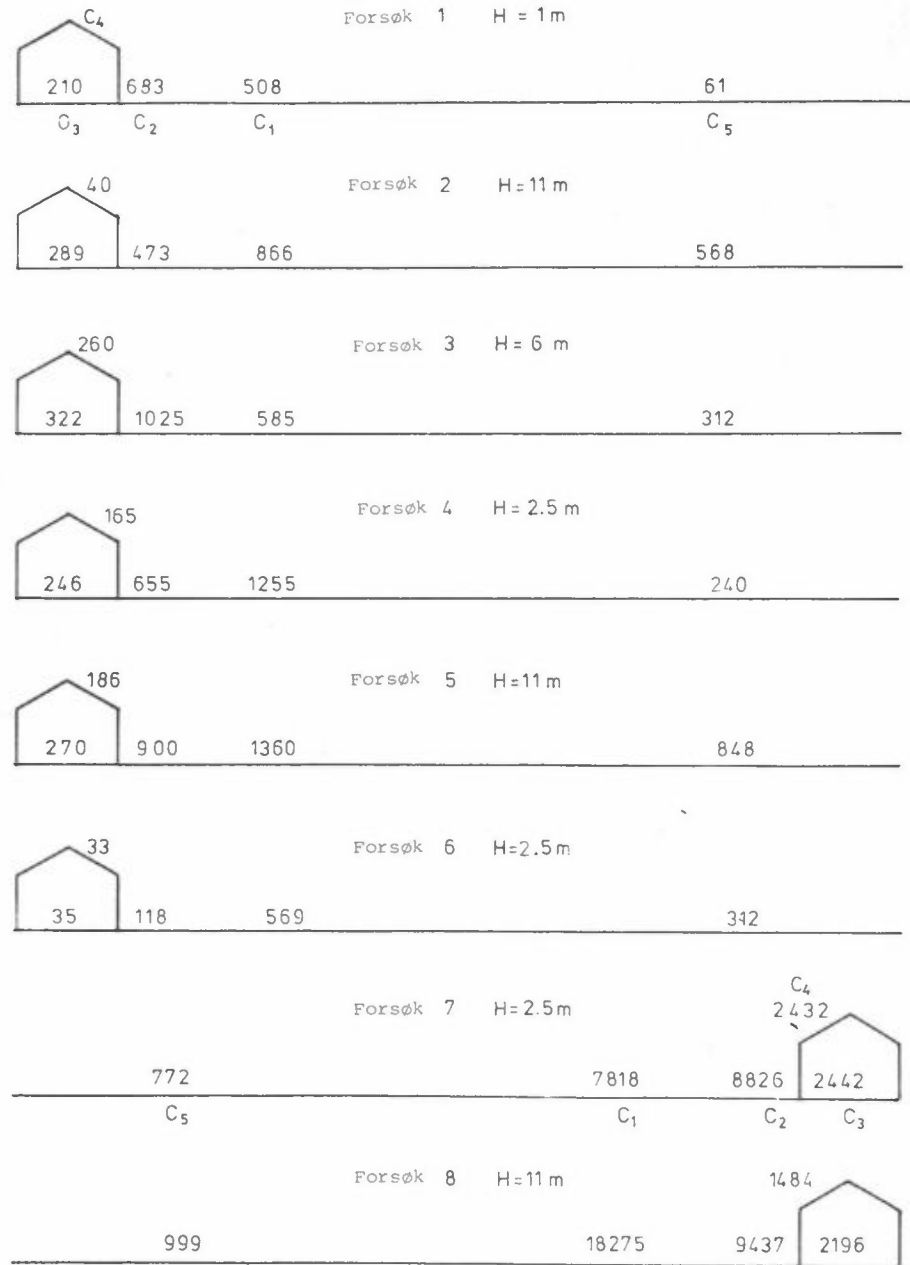 C₄ Forsøk 1 H = 1m
210 683 508 61
C₃ C₂ C₁ C₅
40 Forsøk 2 H = 11 m
289 473 866 568
260 Forsøk 3 H = 6 m
322 1025 585 312
165 Forsøk 4 H = 2.5 m
246 655 1255 240
186 Forsøk 5 H = 11 m
270 900 1360 848
33 Forsøk 6 H = 2.5 m
35 118 569 342
C₄
Forsøk 7 H = 2.5 m 2432
772 7818 8826 2442
C₅ C₁ C₂ C₃
Forsøk 8 H = 11 m 1484
999 18275 9437 2196